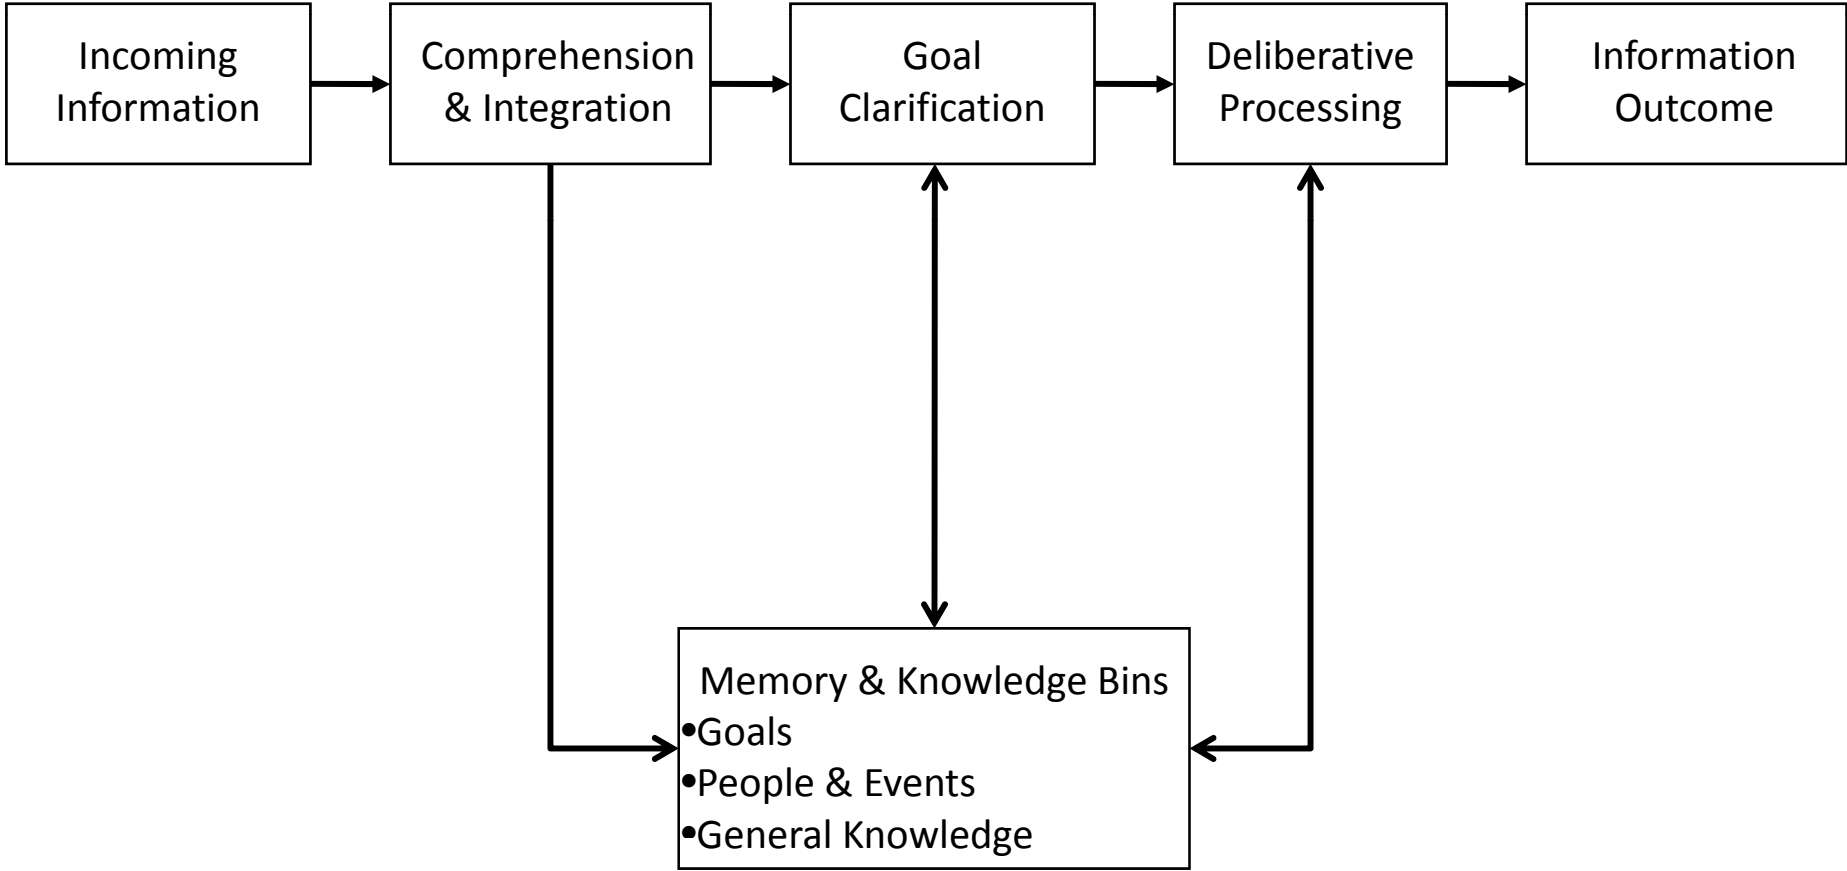 Incoming
Information
Comprehension
& Integration
Goal
Clarification
Deliberative
Processing
Information
Outcome
Memory & Knowledge Bins
•Goals
•People & Events
•General Knowledge